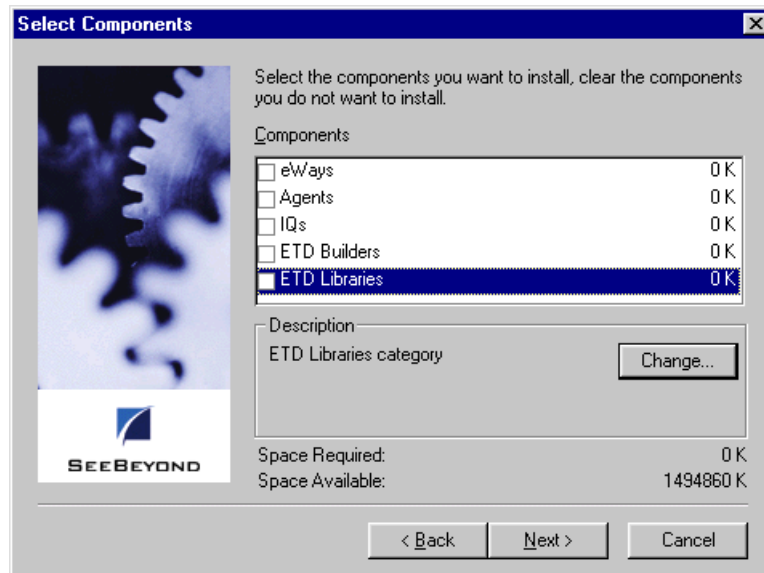 Select Components
Select the components you want to install, clear the components
you do not want to install.
Components
eWays 0 K
Agents 0 K
IQs 0 K
ETD Builders 0 K
ETD Libraries 0 K
Description
ETD Libraries category
Change...
SEEBEYOND
Space Required: 0 K
Space Available: 1494860 K
< Back
Next >
Cancel